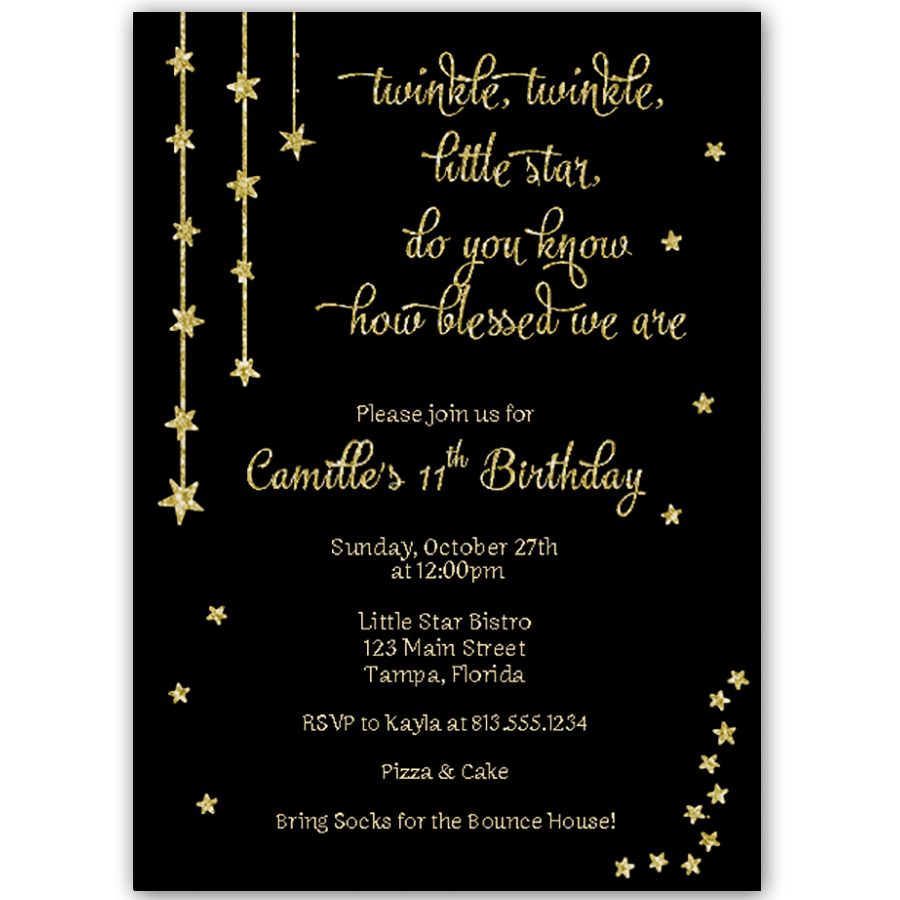 twinkle, twinkle,
little star,
do you know
how blessed we are
Please join us for
Camille's 11th Birthday
Sunday, October 27th
at 12:00pm
Little Star Bistro
123 Main Street
Tampa, Florida
RSVP to Kayla at 813.555.1234
Pizza & Cake
Bring Socks for the Bounce House!